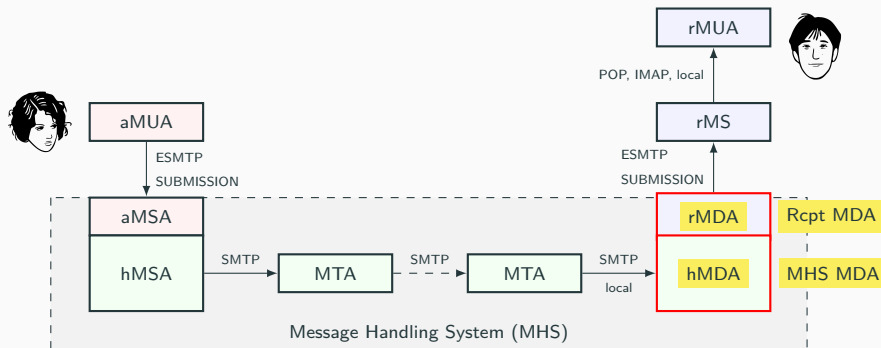 rMUA
POP, IMAP, local
aMUA
rMS
ESMTP
SUBMISSION
ESMTP
SUBMISSION
aMSA
rMDA
Rcpt MDA
hMSA
SMTP
MTA
SMTP
MTA
SMTP
local
hMDA
MHS MDA
Message Handling System (MHS)